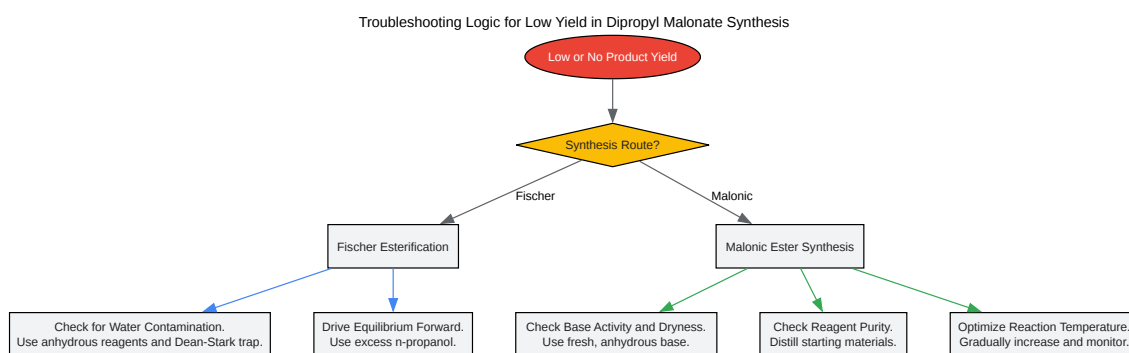 Troubleshooting Logic for Low Yield in Dipropyl Malonate Synthesis
Low or No Product Yield
Synthesis Route?
Fischer
Malonic
Fischer Esterification
Malonic Ester Synthesis
Check for Water Contamination.
Use anhydrous reagents and Dean-Stark trap.
Drive Equilibrium Forward.
Use excess n-propanol.
Check Base Activity and Dryness.
Use fresh, anhydrous base.
Check Reagent Purity.
Distill starting materials.
Optimize Reaction Temperature.
Gradually increase and monitor.